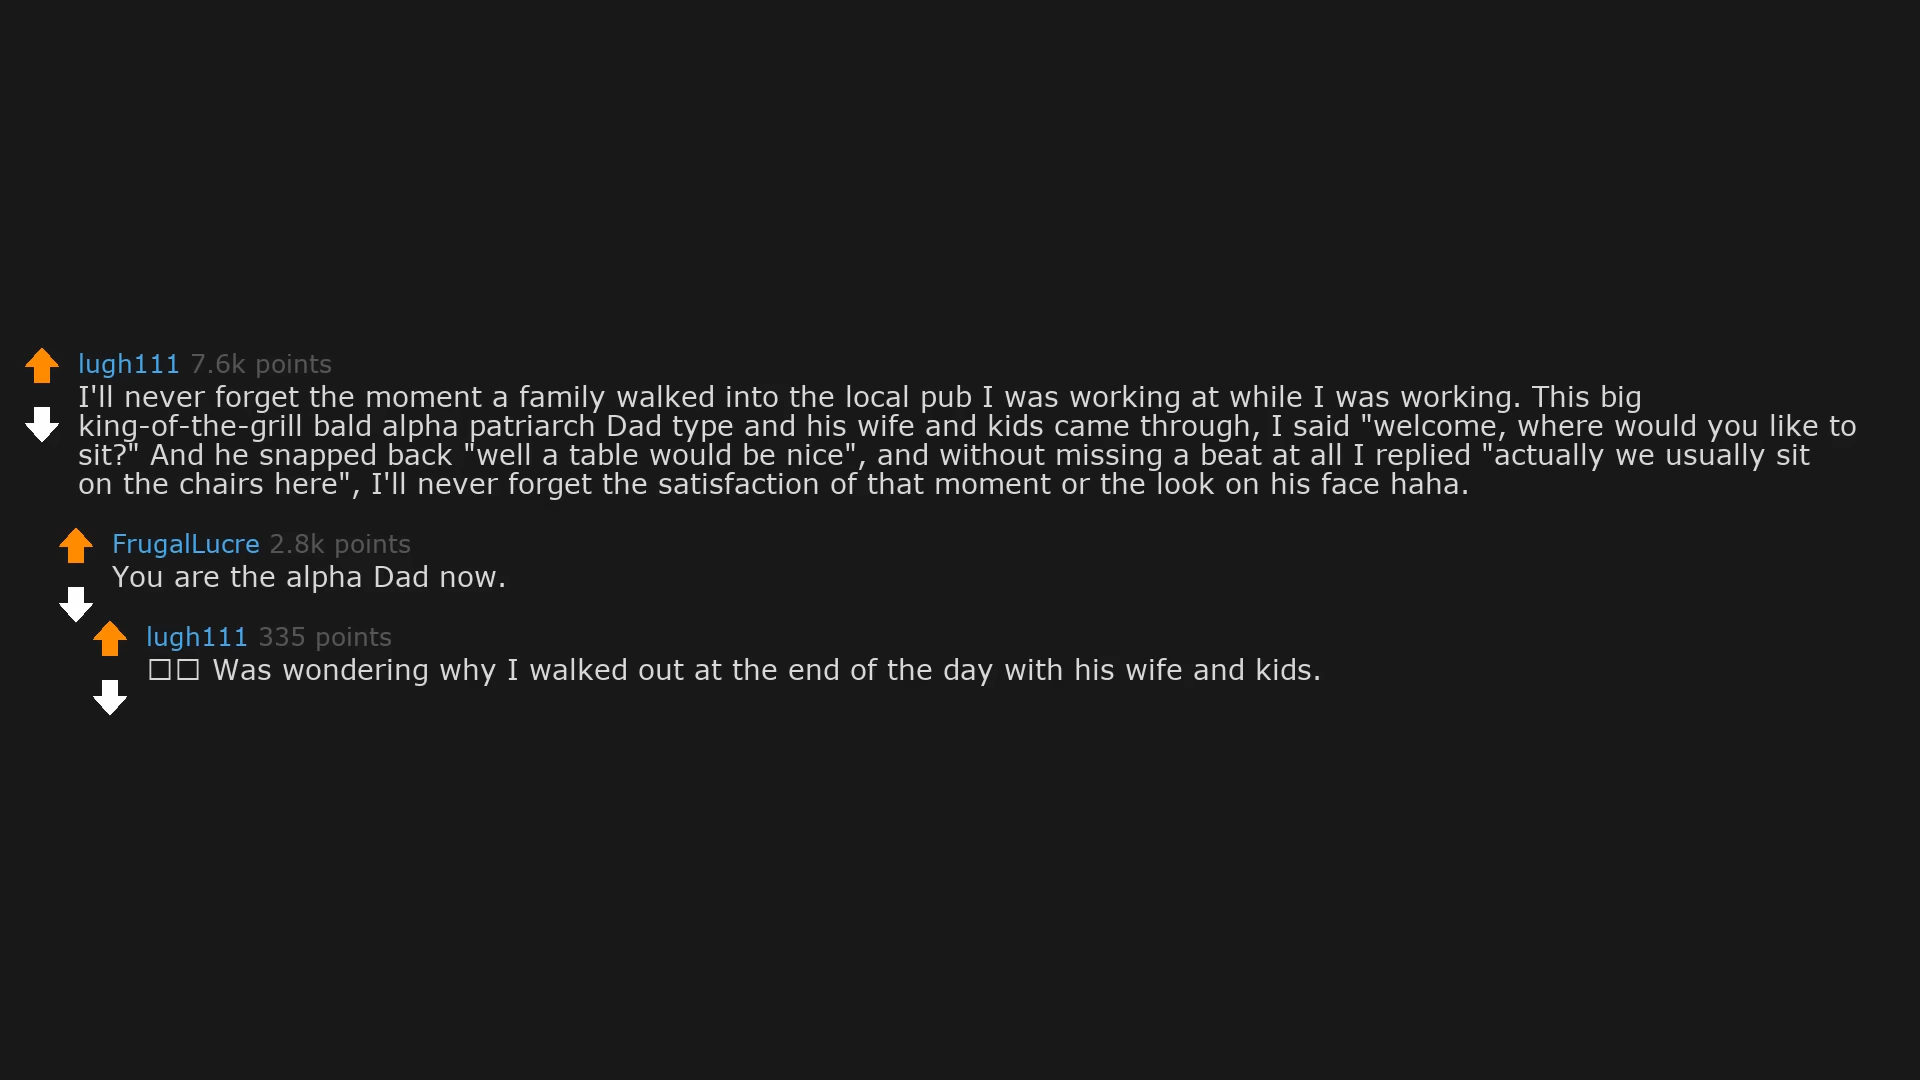 lugh111 7.6k points
I'll never forget the moment a family walked into the local pub I was working at while I was working. This big
king-of-the-grill bald alpha patriarch Dad type and his wife and kids came through, I said "welcome, where would you like to
sit?" And he snapped back "well a table would be nice", and without missing a beat at all I replied "actually we usually sit
on the chairs here", I'll never forget the satisfaction of that moment or the look on his face haha.
FrugalLucre 2.8k points
You are the alpha Dad now.
lugh111 335 points
□□ Was wondering why I walked out at the end of the day with his wife and kids.